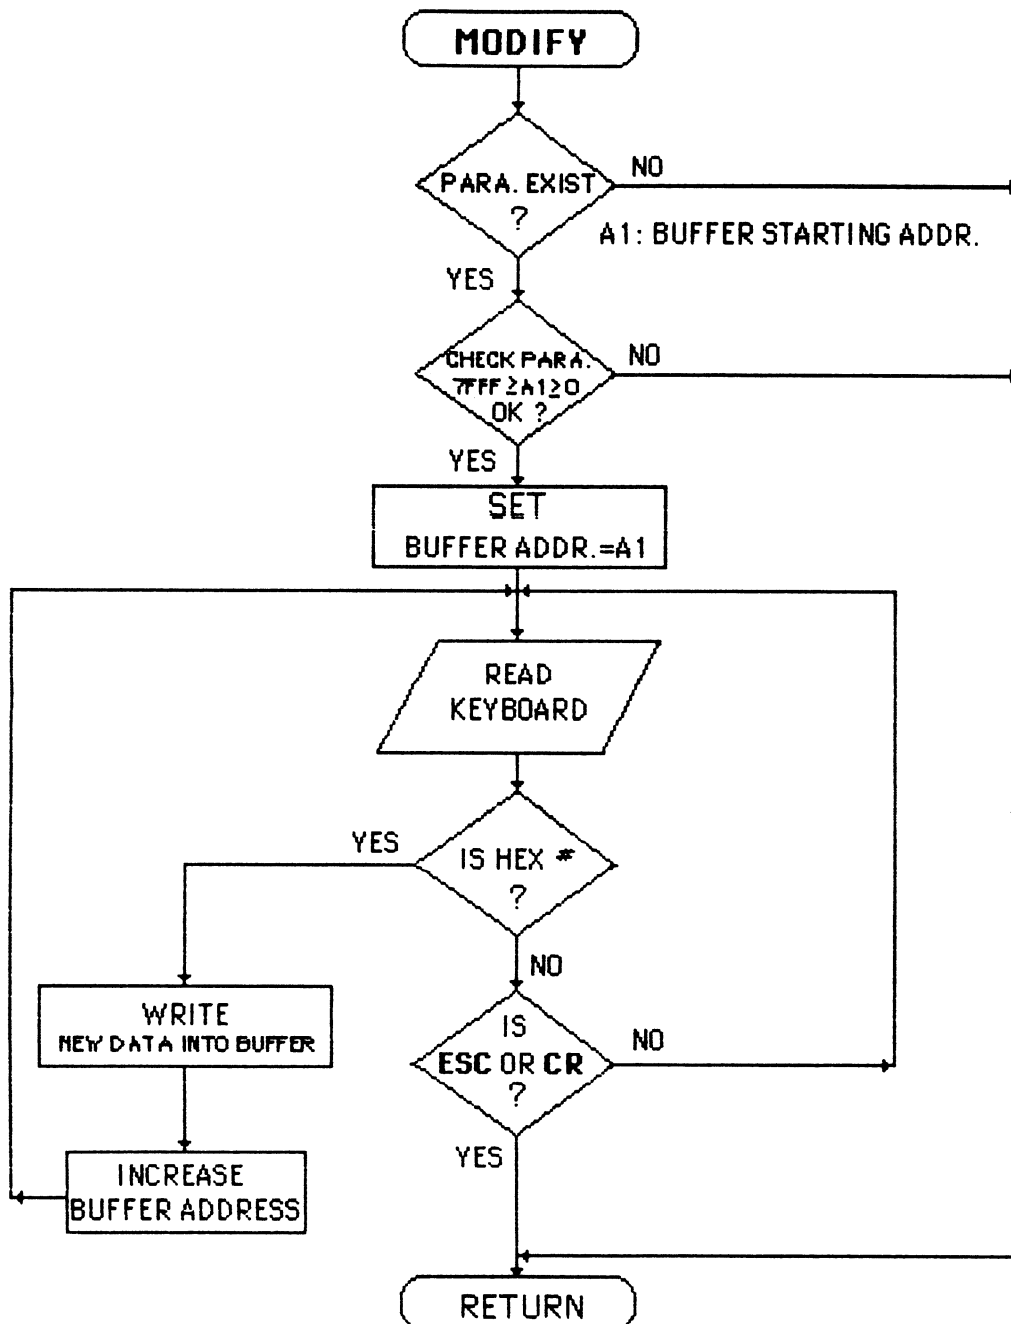 MODIFY
PARA. EXIST
?
NO
A1: BUFFER STARTING ADDR.
YES
CHECK PARA.
7FFF≥A1≥0
OK ?
NO
YES
SET
BUFFER ADDR.=A1
READ
KEYBOARD
YES
IS HEX #
?
NO
WRITE
NEW DATA INTO BUFFER
IS
ESC OR CR
?
NO
YES
INCREASE
BUFFER ADDRESS
RETURN